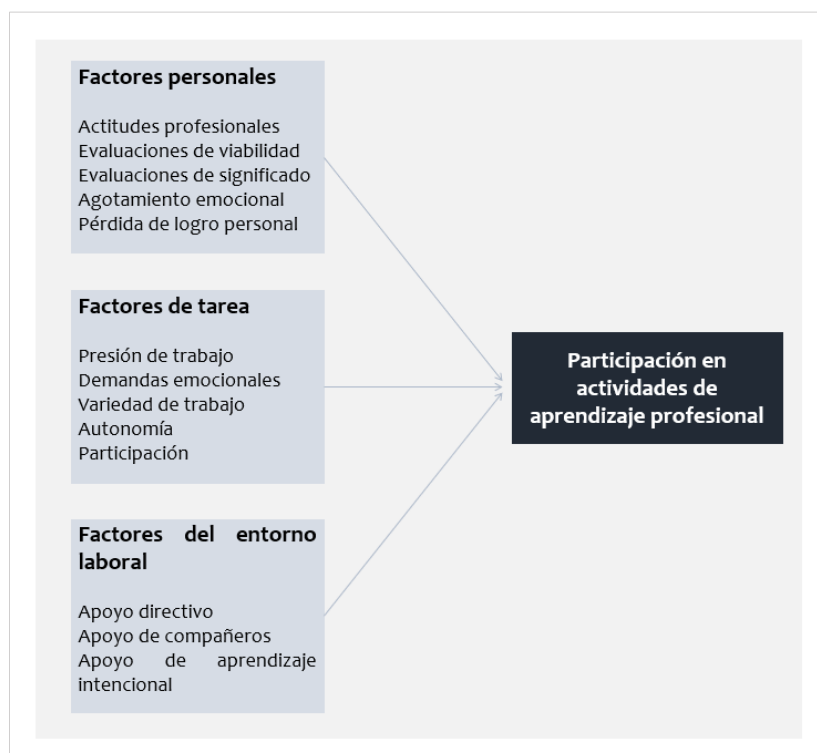 Factores personales
Actitudes profesionales
Evaluaciones de viabilidad
Evaluaciones de significado
Agotamiento emocional
Pérdida de logro personal
Factores de tarea
Presión de trabajo
Demandas emocionales
Variedad de trabajo
Autonomía
Participación
Factores del entorno
laboral
Apoyo directivo
Apoyo de compañeros
Apoyo de aprendizaje
intencional
Participación en
actividades de
aprendizaje profesional